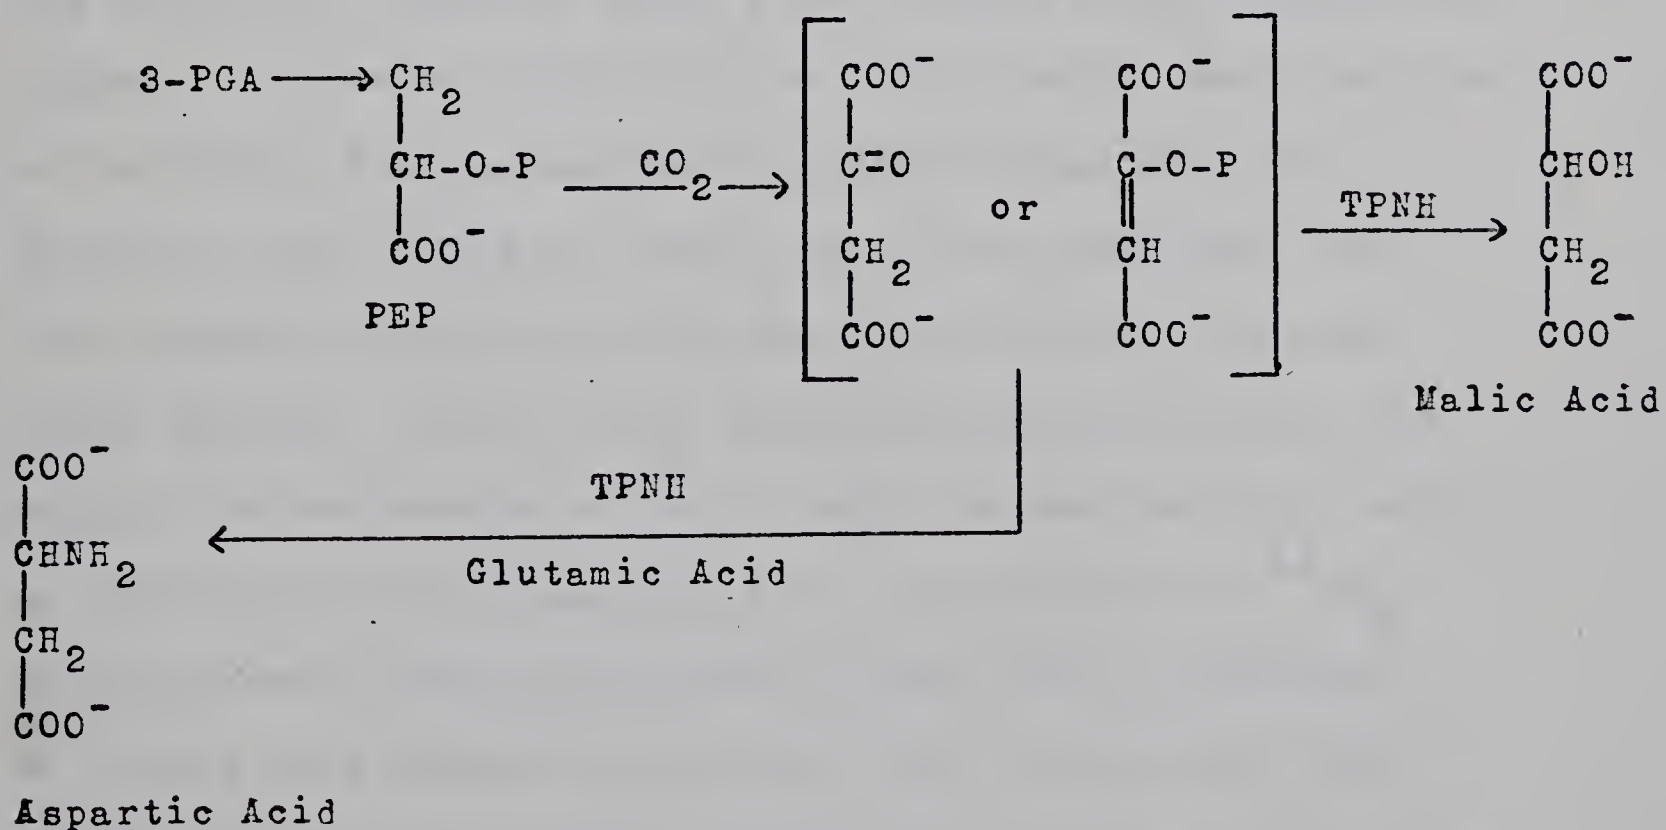 3-PGA → CH2
CH-O-P
COO-
PEP
CO2
COO-
C=O
CH2
COO-
or
COO-
C-O-P
CH
COO-
TPNH
COO-
CHOH
CH2
COO-
Malic Acid
TPNH
Glutamic Acid
COO-
CHNH2
CH2
COO-
Aspartic Acid